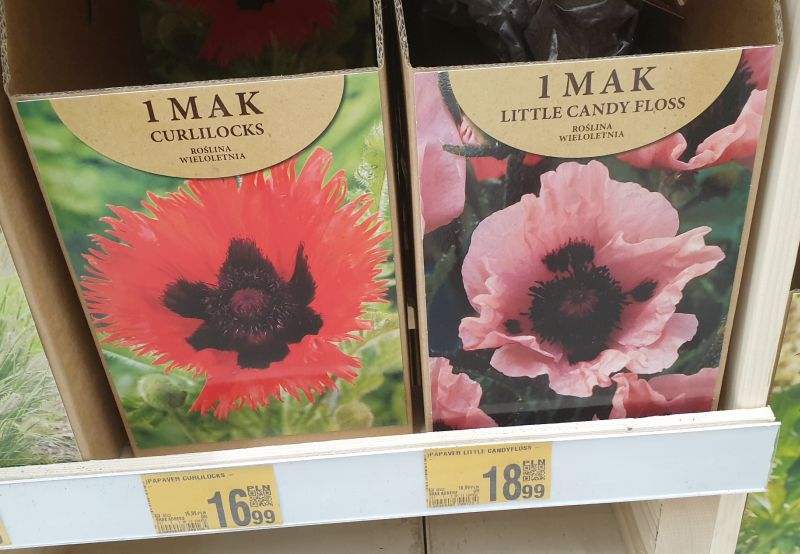 1 MAK
CURLILOCKS
ROŚLINA
WIELOLETNIA
1 MAK
LITTLE CANDY FLOSS
ROŚLINA
WIELOLETNIA
PAPAVER CURLILOCKS
16 99
PLN
PAPAVER LITTLE CANDYFLOSS
18 99
PLN